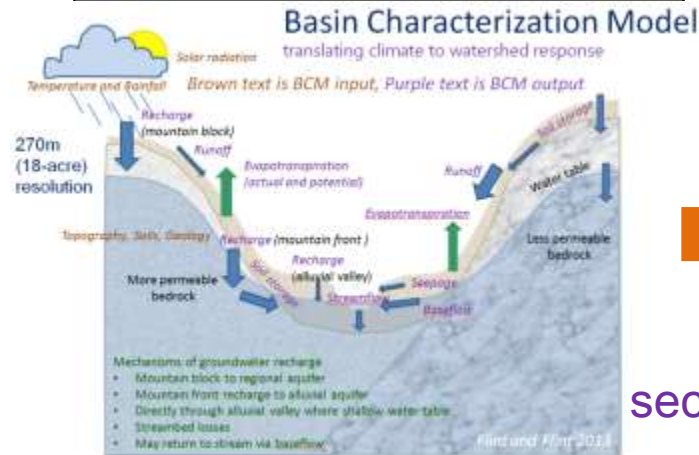 Basin Characterization Model
translating climate to watershed response
Solar radiation
Temperature and Rainfall
Brown text is BCM input, Purple text is BCM output
270m
(18-acre)
resolution
Recharge
(mountain block)
Runoff
Evapotranspiration
(actual and potential)
Soil storage
Runoff
Water table
Evapotranspiration
Topography, Soils, Geology
Recharge (mountain front )
Less permeable
bedrock
Recharge
(alluvial valley)
More permeable
bedrock
Soil storage
Seepage
Streamflow
Baseflow
Mechanisms of groundwater recharge
• Mountain block to regional aquifer
• Mountain front recharge to alluvial aquifer
• Directly through alluvial valley where shallow water table
• Streambed losses
• May return to stream via baseflow
Flint and Flint 2013
sec